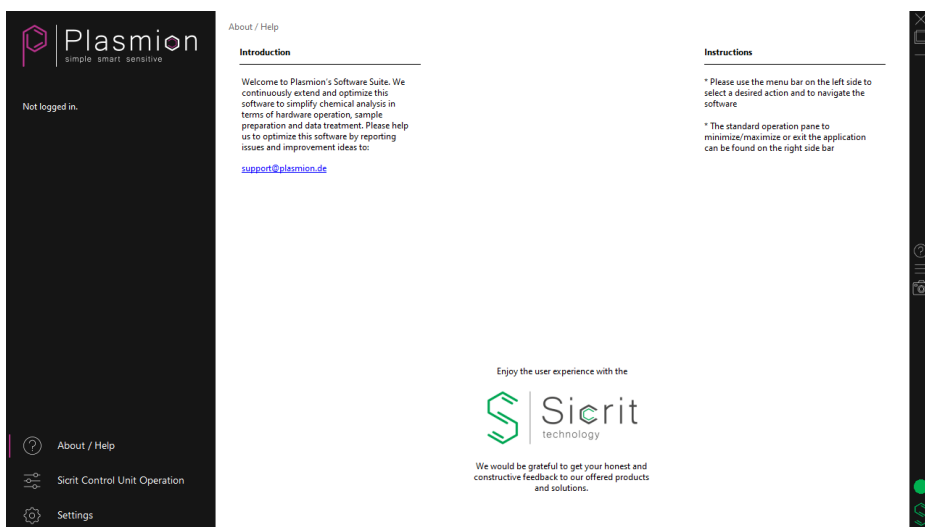 Plasmion
simple smart sensitive
Not logged in.
About / Help
Sicrit Control Unit Operation
Settings
About / Help
Introduction
Welcome to Plasmion's Software Suite. We
continuously extend and optimize this
software to simplify chemical analysis in
terms of hardware operation, sample
preparation and data treatment. Please help
us to optimize this software by reporting
issues and improvement ideas to:
support@plasmion.de
Instructions
* Please use the menu bar on the left side to
select a desired action and to navigate the
software
* The standard operation pane to
minimize/maximize or exit the application
can be found on the right side bar
Enjoy the user experience with the
Sicrit
technology
We would be grateful to get your honest and
constructive feedback to our offered products
and solutions.